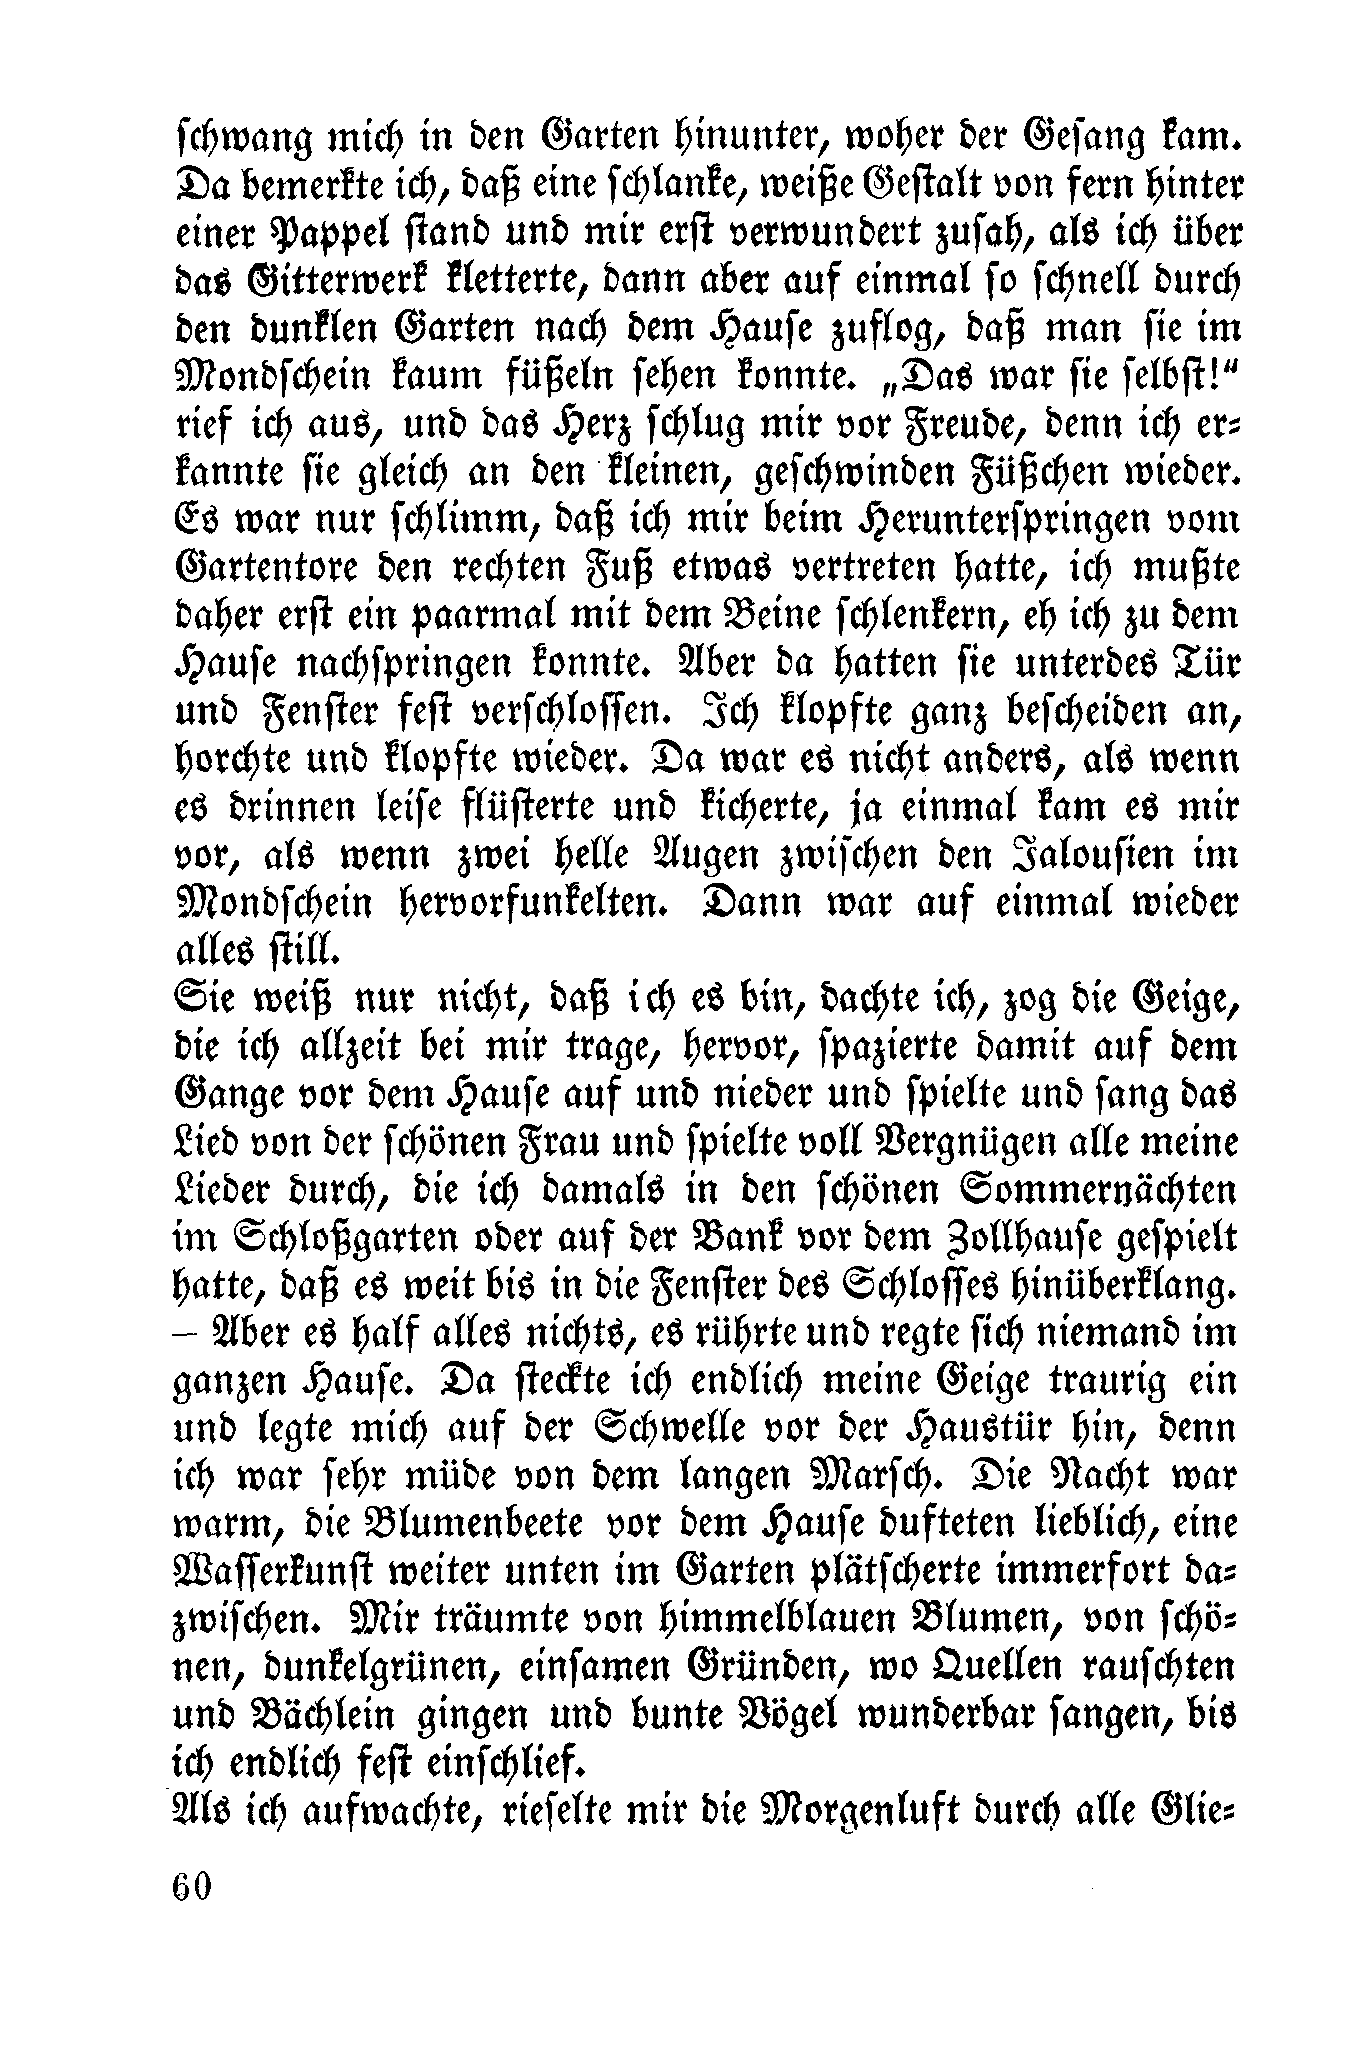 schwang mich in den Garten hinunter, woher der Gesang kam.
Da bemerkte ich, daß eine schlanke, weiße Gestalt von fern hinter
einer Pappel stand und mir erst verwundert zusah, als ich über
das Gitterwerk kletterte, dann aber auf einmal so schnell durch
den dunklen Garten nach dem Hause zuflog, daß man sie im
Mondschein kaum füßeln sehen konnte. „Das war sie selbst!“
rief ich aus, und das Herz schlug mir vor Freude, denn ich er-
kannte sie gleich an den kleinen, geschwinden Füßchen wieder.
Es war nur schlimm, daß ich mir beim Herunterspringen vom
Gartentore den rechten Fuß etwas vertreten hatte, ich mußte
daher erst ein paarmal mit dem Beine schlenkern, eh ich zu dem
Hause nachspringen konnte. Aber da hatten sie unterdes Tür
und Fenster fest verschlossen. Ich klopfte ganz bescheiden an,
horchte und klopfte wieder. Da war es nicht anders, als wenn
es drinnen leise flüsterte und kicherte, ja einmal kam es mir
vor, als wenn zwei helle Augen zwischen den Jalousien im
Mondschein hervorfunkelten. Dann war auf einmal wieder
alles still.
Sie weiß nur nicht, daß ich es bin, dachte ich, zog die Geige,
die ich allzeit bei mir trage, hervor, spazierte damit auf dem
Gange vor dem Hause auf und nieder und spielte und sang das
Lied von der schönen Frau und spielte voll Vergnügen alle meine
Lieder durch, die ich damals in den schönen Sommernächten
im Schloßgarten oder auf der Bank vor dem Zollhause gespielt
hatte, daß es weit bis in die Fenster des Schlosses hinüberklang.
– Aber es half alles nichts, es rührte und regte sich niemand im
ganzen Hause. Da steckte ich endlich meine Geige traurig ein
und legte mich auf der Schwelle vor der Haustür hin, denn
ich war sehr müde von dem langen Marsch. Die Nacht war
warm, die Blumenbeete vor dem Hause dufteten lieblich, eine
Wasserkunst weiter unten im Garten plätscherte immerfort da-
zwischen. Mir träumte von himmelblauen Blumen, von schö-
nen, dunkelgrünen, einsamen Gründen, wo Quellen rauschten
und Bächlein gingen und bunte Vögel wunderbar sangen, bis
ich endlich fest einschlief.
Als ich aufwachte, rieselte mir die Morgenluft durch alle Glie-
60